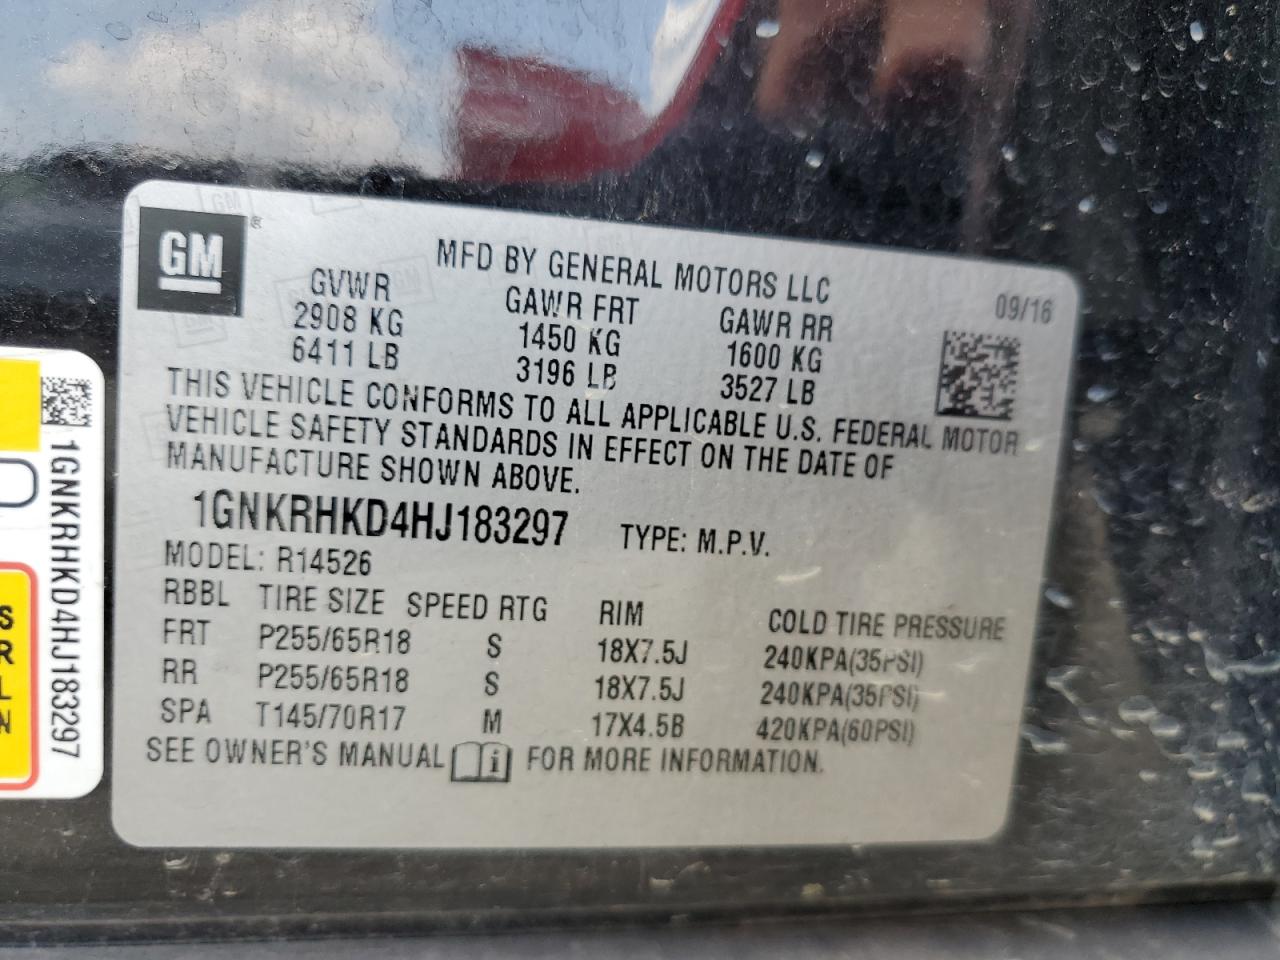 GM ®
MFD BY GENERAL MOTORS LLC
09/16
GVWR GAWR FRT GAWR RR
2908 KG 1450 KG 1600 KG
6411 LB 3196 LB 3527 LB
THIS VEHICLE CONFORMS TO ALL APPLICABLE U.S. FEDERAL MOTOR
VEHICLE SAFETY STANDARDS IN EFFECT ON THE DATE OF
MANUFACTURE SHOWN ABOVE.
1GNKRHKD4HJ183297 TYPE: M.P.V.
MODEL: R14526
RBBL TIRE SIZE SPEED RTG RIM COLD TIRE PRESSURE
FRT P255/65R18 S 18X7.5J 240KPA(35PSI)
RR P255/65R18 S 18X7.5J 240KPA(35PSI)
SPA T145/70R17 M 17X4.5B 420KPA(60PSI)
SEE OWNER'S MANUAL i FOR MORE INFORMATION.
1GNKRHKD4HJ183297
S
R
L
N